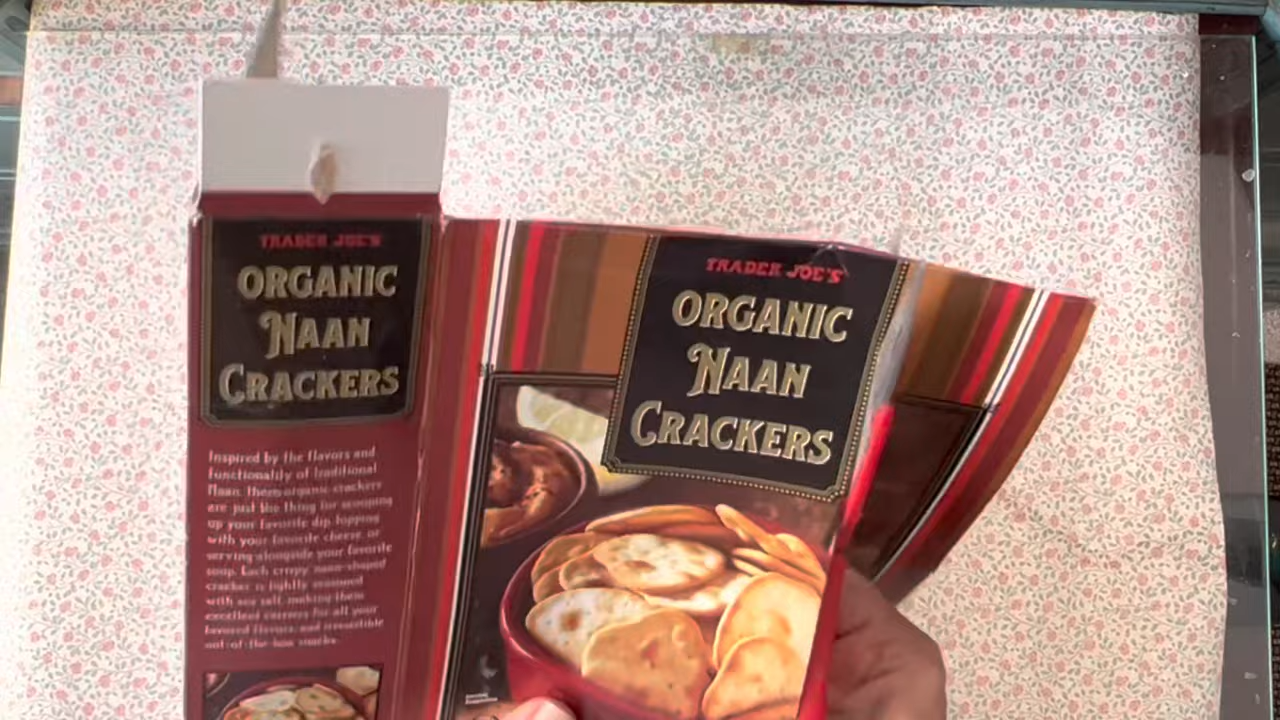 TRADER JOE'S
ORGANIC
NAAN
CRACKERS
Inspired by the flavors and
functionality of traditional
Naan, these organic crackers
are just the thing for scooping
up your favorite dip, topping
with your favorite cheese, or
serving alongside your favorite
soup. Each crispy, naan-shaped
cracker is lightly seasoned
with sea salt, making them
excellent carriers for all your
favored flavors, and irresistible
out-of-the-box snacks.
TRADER JOE'S
ORGANIC
NAAN
CRACKERS